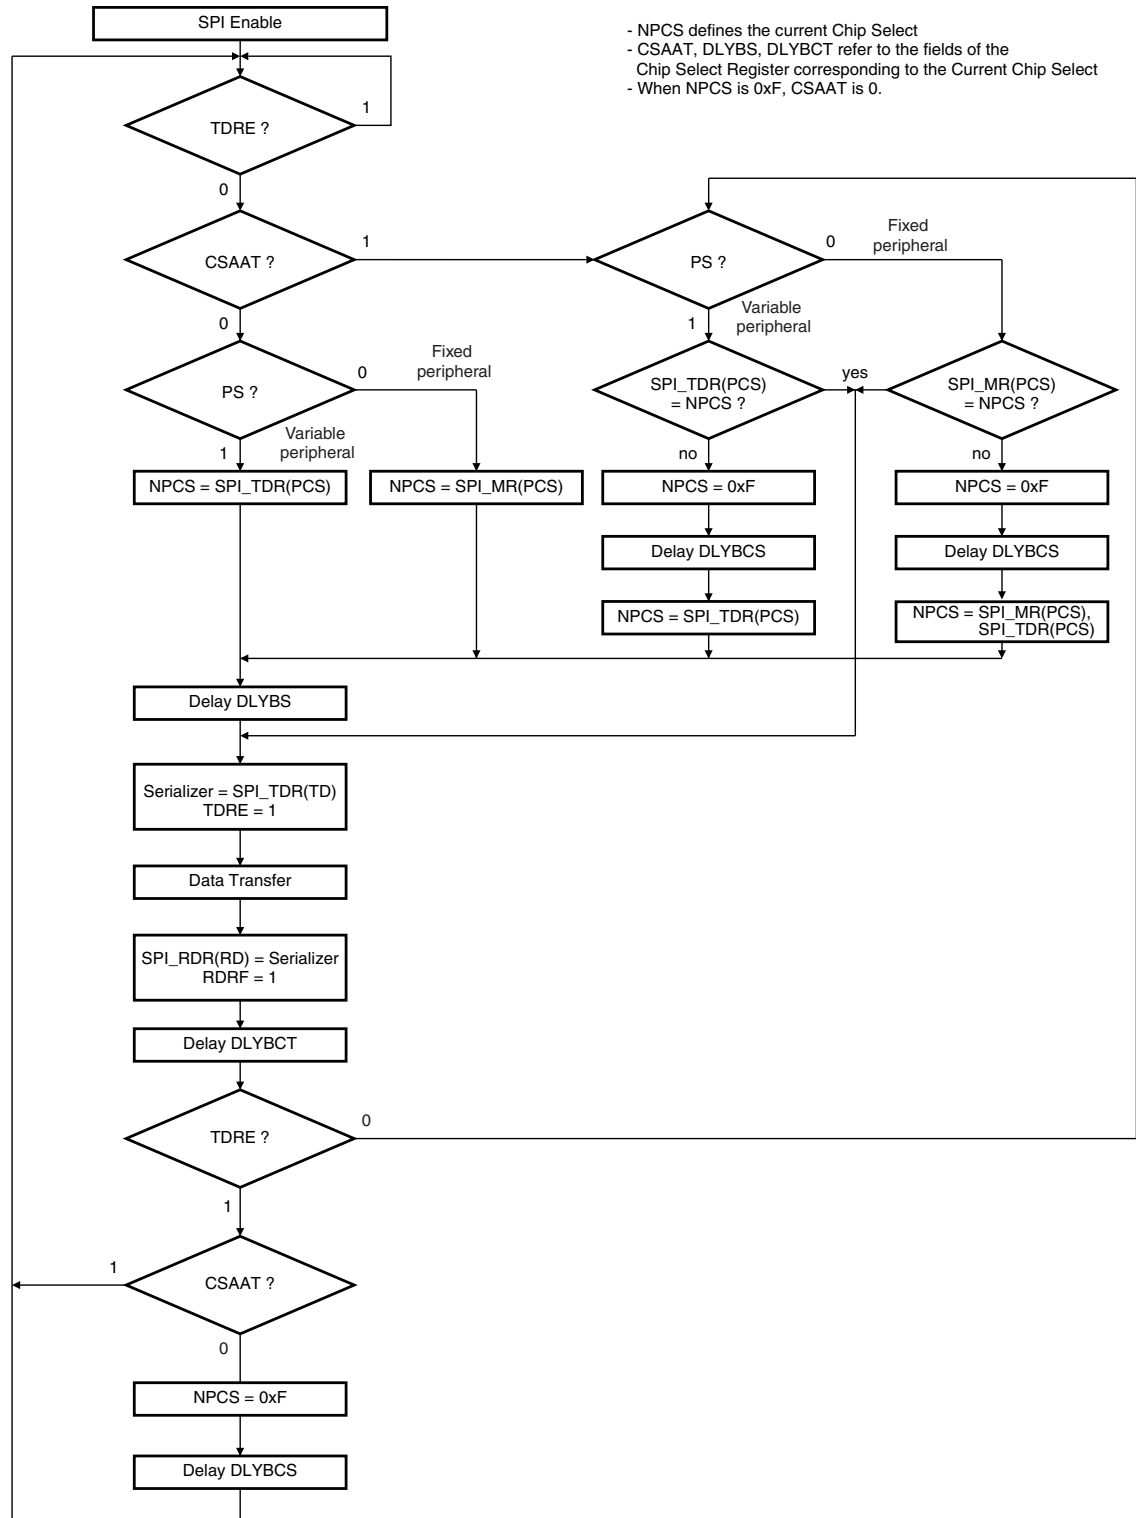 SPI Enable
- NPCS defines the current Chip Select
- CSAAT, DLYBS, DLYBCT refer to the fields of the
Chip Select Register corresponding to the Current Chip Select
- When NPCS is 0xF, CSAAT is 0.
1
TDRE ?
0
CSAAT ?
1
PS ?
0
Fixed
peripheral
0
Variable
peripheral
1
PS ?
0
Fixed
peripheral
Variable
peripheral
1
SPI_TDR(PCS)
= NPCS ?
yes
SPI_MR(PCS)
= NPCS ?
no
no
NPCS = SPI_TDR(PCS)
NPCS = SPI_MR(PCS)
NPCS = 0xF
NPCS = 0xF
Delay DLYBCS
Delay DLYBCS
NPCS = SPI_TDR(PCS)
NPCS = SPI_MR(PCS),
SPI_TDR(PCS)
Delay DLYBS
Serializer = SPI_TDR(TD)
TDRE = 1
Data Transfer
SPI_RDR(RD) = Serializer
RDRF = 1
Delay DLYBCT
TDRE ?
0
1
CSAAT ?
1
0
NPCS = 0xF
Delay DLYBCS